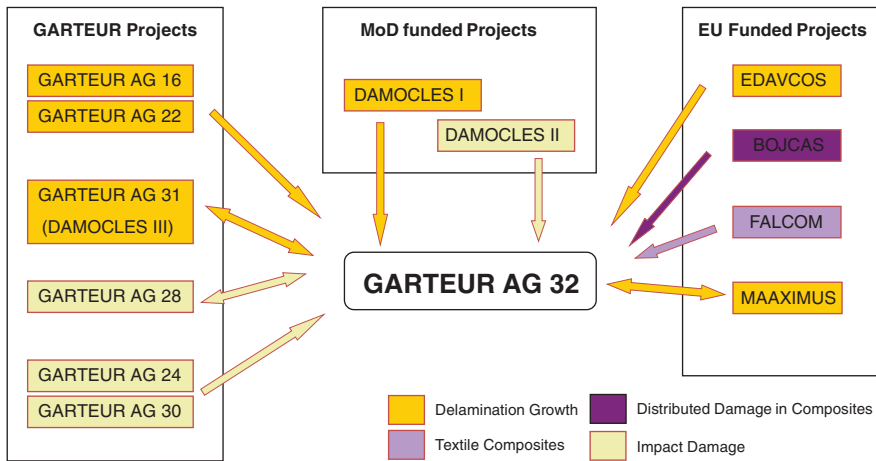 GARTEUR Projects
GARTEUR AG 16
GARTEUR AG 22
GARTEUR AG 31
(DAMOCLES III)
GARTEUR AG 28
GARTEUR AG 24
GARTEUR AG 30
MoD funded Projects
DAMOCLES I
DAMOCLES II
GARTEUR AG 32
EU Funded Projects
EDAVCOS
BOJCAS
FALCOM
MAAXIMUS
Delamination Growth
Distributed Damage in Composites
Textile Composites
Impact Damage